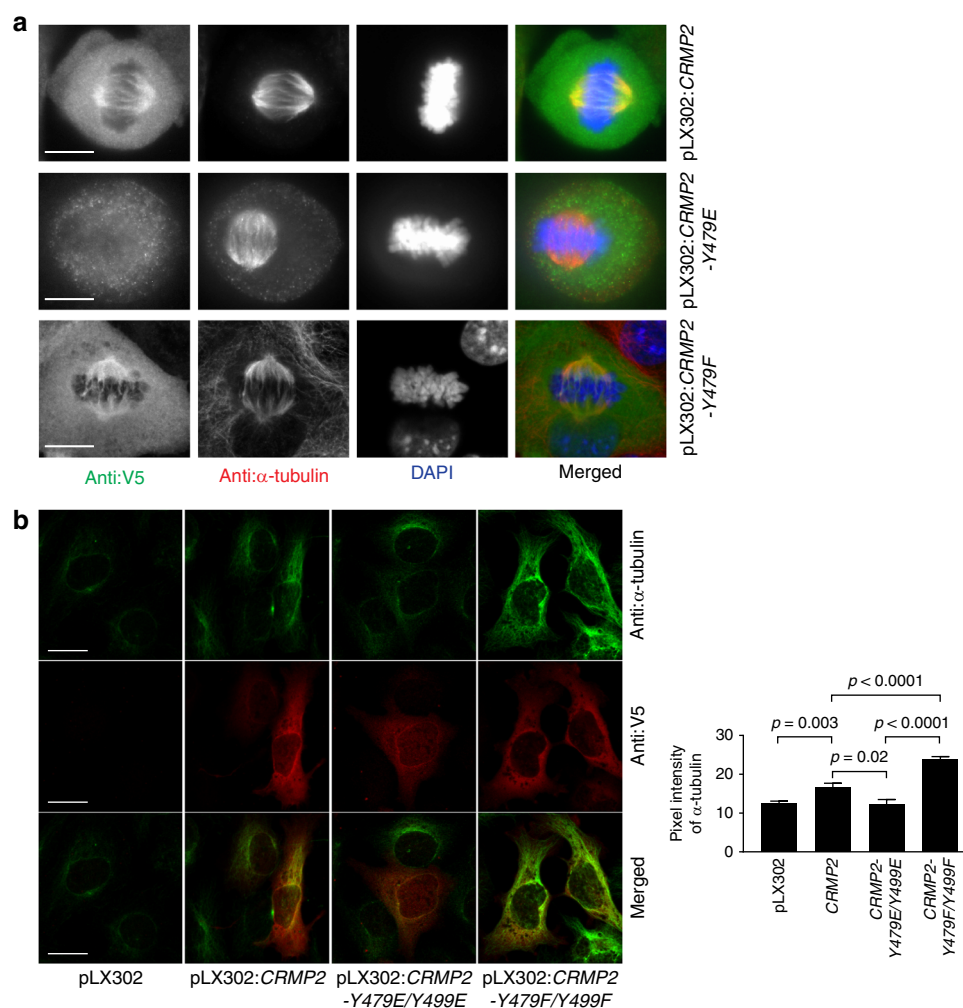 a
pLX302:CRMP2
pLX302:CRMP2
-Y479E
pLX302:CRMP2
-Y479F
Anti:V5
Anti:α-tubulin
DAPI
Merged
b
Anti:α-tubulin
Anti:V5
Merged
pLX302
pLX302:CRMP2
pLX302:CRMP2
-Y479E/Y499E
pLX302:CRMP2
-Y479F/Y499F
p < 0.0001
p = 0.003
p < 0.0001
p = 0.02
30
20
10
0
Pixel intensity
of α-tubulin
pLX302
CRMP2
CRMP2-
Y479E/Y499E
CRMP2-
Y479F/Y499F